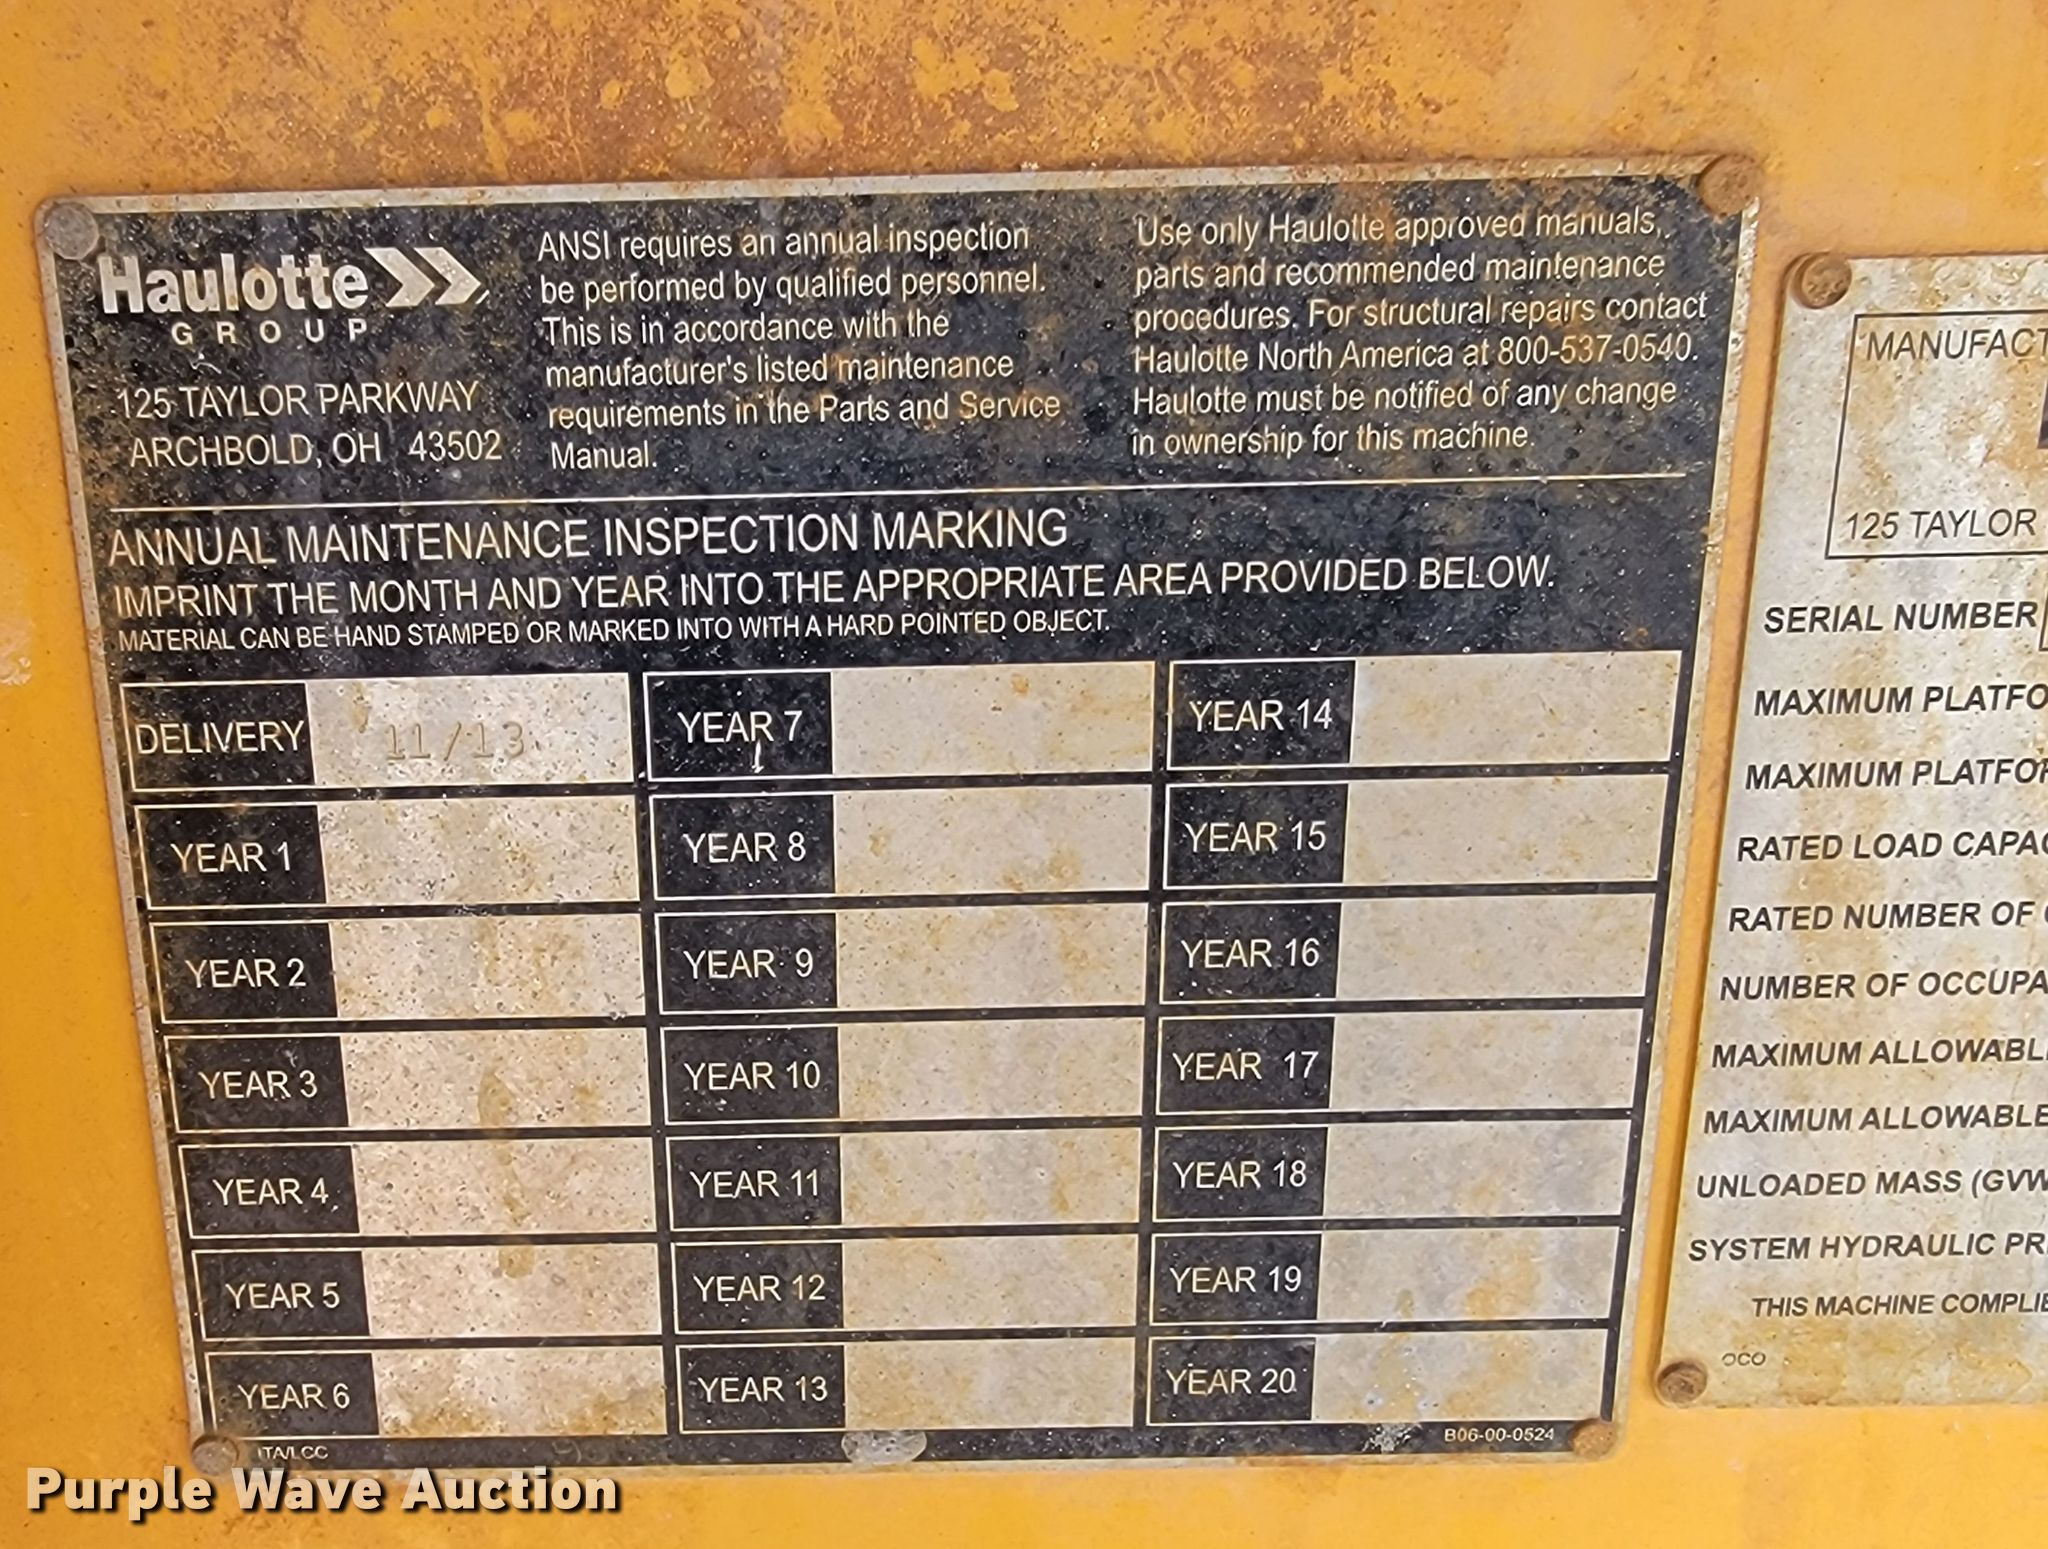 Haulotte
GROUP
125 TAYLOR PARKWAY
ARCHBOLD, OH 43502
ANSI requires an annual inspection
be performed by qualified personnel.
This is in accordance with the
manufacturer's listed maintenance
requirements in the Parts and Service
Manual.
Use only Haulotte approved manuals,
parts and recommended maintenance
procedures. For structural repairs contact
Haulotte North America at 800-537-0540.
Haulotte must be notified of any change
in ownership for this machine.
ANNUAL MAINTENANCE INSPECTION MARKING
IMPRINT THE MONTH AND YEAR INTO THE APPROPRIATE AREA PROVIDED BELOW.
MATERIAL CAN BE HAND STAMPED OR MARKED INTO WITH A HARD POINTED OBJECT.
DELIVERY 11/13
YEAR 1
YEAR 2
YEAR 3
YEAR 4
YEAR 5
YEAR 6
YEAR 7
YEAR 8
YEAR 9
YEAR 10
YEAR 11
YEAR 12
YEAR 13
YEAR 14
YEAR 15
YEAR 16
YEAR 17
YEAR 18
YEAR 19
YEAR 20
ITA/LCC
B06-00-0524
MANUFACT
125 TAYLOR
SERIAL NUMBER
MAXIMUM PLATFO
MAXIMUM PLATFOR
RATED LOAD CAPAC
RATED NUMBER OF
NUMBER OF OCCUPA
MAXIMUM ALLOWABL
MAXIMUM ALLOWABLE
UNLOADED MASS (GVW
SYSTEM HYDRAULIC PR
THIS MACHINE COMPLIE
Purple Wave Auction